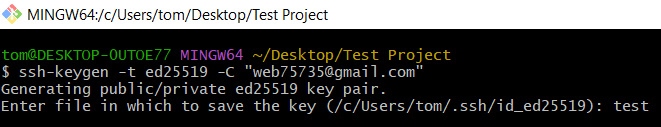 MINGW64:/c/Users/tom/Desktop/Test Project
tom@DESKTOP-OUTOE77 MINGW64 ~/Desktop/Test Project
$ ssh-keygen -t ed25519 -C "web75735@gmail.com"
Generating public/private ed25519 key pair.
Enter file in which to save the key (/c/Users/tom/.ssh/id_ed25519): test